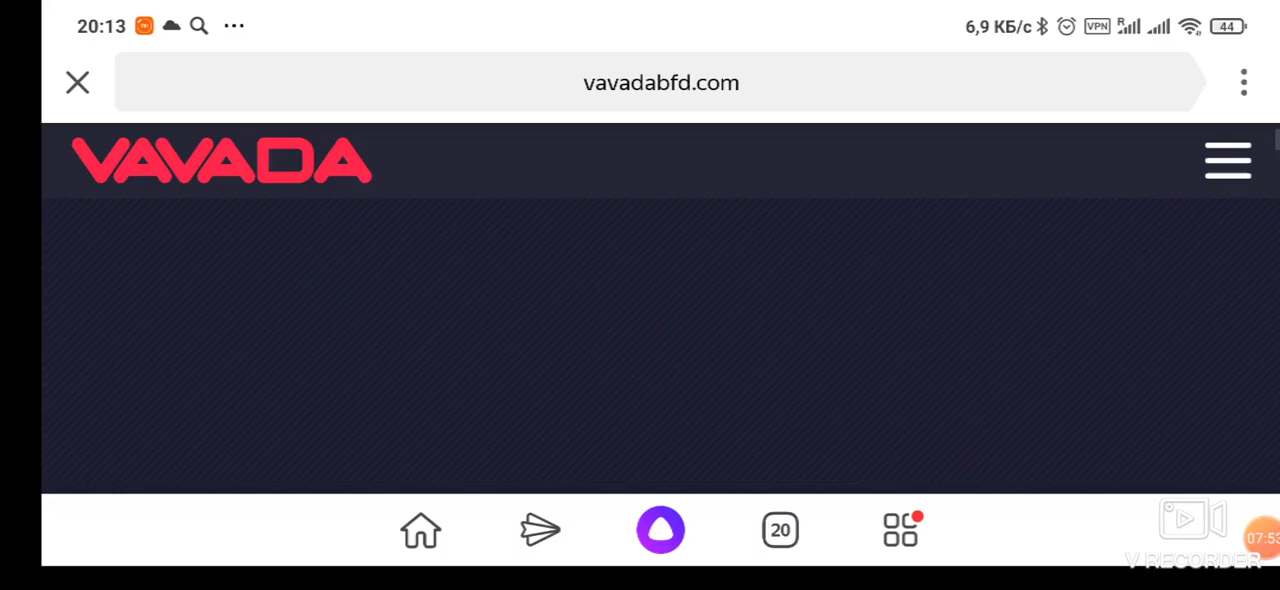 20:13
6,9 КБ/с VPN R 44
vavadabfd.com
VAVADA
20
V RECORDER
07:53